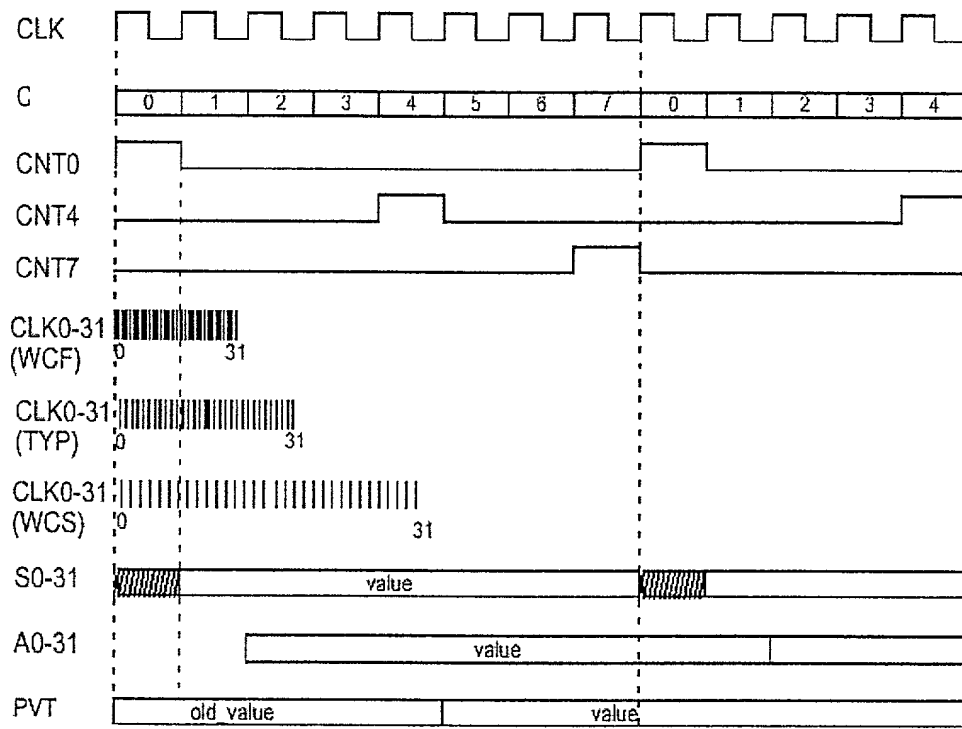 CLK
C 0 1 2 3 4 5 6 7 0 1 2 3 4
CNT0
CNT4
CNT7
CLK0-31
(WCF) 0 31
CLK0-31
(TYP) 0 31
CLK0-31
(WCS) 0 31
S0-31 value
A0-31 value
PVT old value value